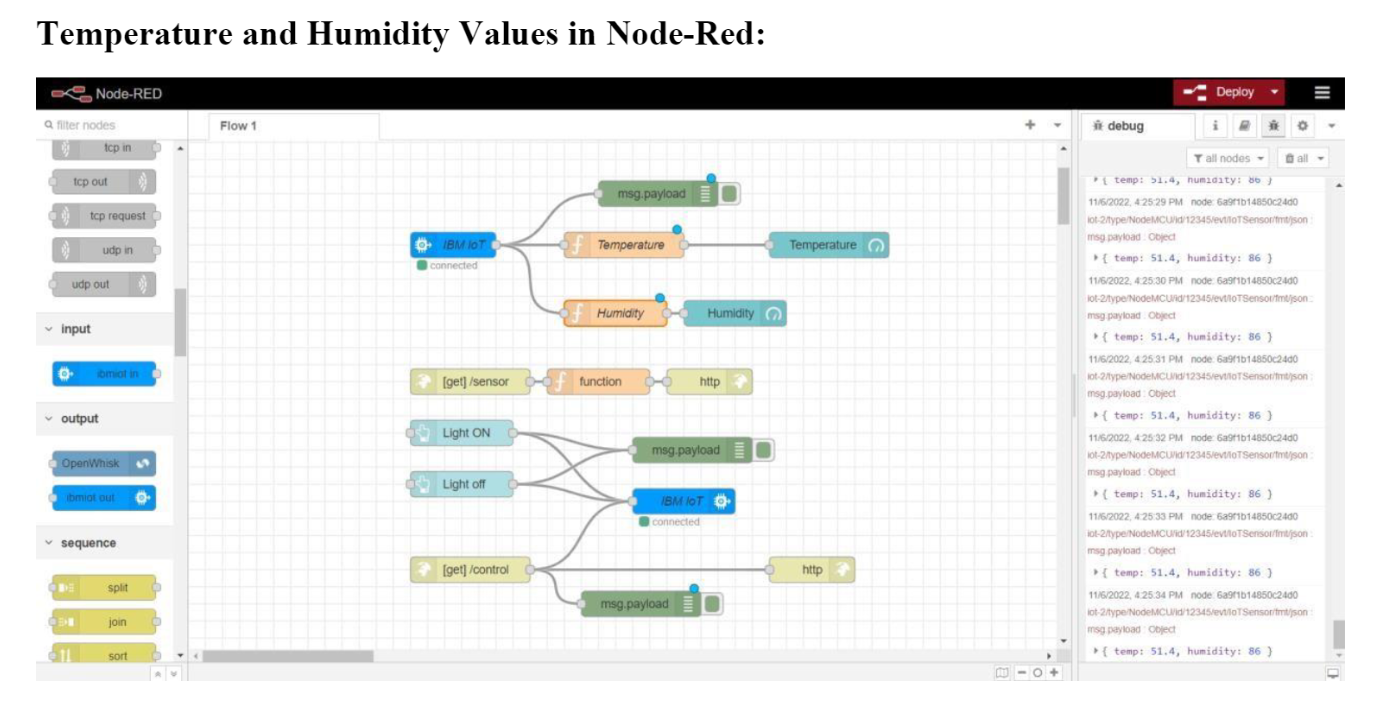 Temperature and Humidity Values in Node-Red:
Node-RED
Deploy
filter nodes
Flow 1
debug
i
all nodes
all
tcp in
tcp out
tcp request
udp in
udp out
input
ibmiot in
output
OpenWhisk
ibmiot out
sequence
split
join
sort
msg.payload
IBM IoT
connected
Temperature
Temperature
Humidity
Humidity
[get] /sensor
function
http
Light ON
Light off
msg.payload
IBM IoT
connected
[get] /control
http
msg.payload
{ temp: 51.4, humidity: 86 }
11/6/2022, 4:25:29 PM node: 6a9f1b14850c24d0
iot-2/type/NodeMCU/id/12345/evt/IoTSensor/fmt/json :
msg.payload : Object
{ temp: 51.4, humidity: 86 }
11/6/2022, 4:25:30 PM node: 6a9f1b14850c24d0
iot-2/type/NodeMCU/id/12345/evt/IoTSensor/fmt/json :
msg.payload : Object
{ temp: 51.4, humidity: 86 }
11/6/2022, 4:25:31 PM node: 6a9f1b14850c24d0
iot-2/type/NodeMCU/id/12345/evt/IoTSensor/fmt/json :
msg.payload : Object
{ temp: 51.4, humidity: 86 }
11/6/2022, 4:25:32 PM node: 6a9f1b14850c24d0
iot-2/type/NodeMCU/id/12345/evt/IoTSensor/fmt/json :
msg.payload : Object
{ temp: 51.4, humidity: 86 }
11/6/2022, 4:25:33 PM node: 6a9f1b14850c24d0
iot-2/type/NodeMCU/id/12345/evt/IoTSensor/fmt/json :
msg.payload : Object
{ temp: 51.4, humidity: 86 }
11/6/2022, 4:25:34 PM node: 6a9f1b14850c24d0
iot-2/type/NodeMCU/id/12345/evt/IoTSensor/fmt/json :
msg.payload : Object
{ temp: 51.4, humidity: 86 }